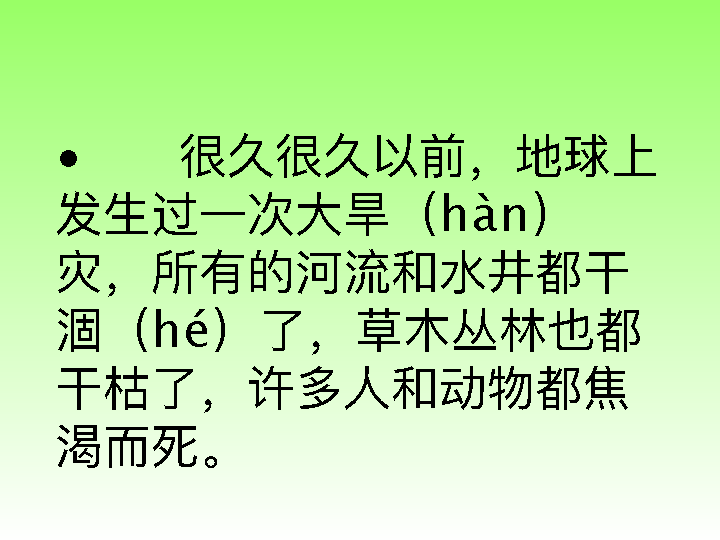 • 很久很久以前，地球上
发生过一次大旱（hàn）
灾，所有的河流和水井都干
涸（hé）了，草木丛林也都
干枯了，许多人和动物都焦
渴而死。